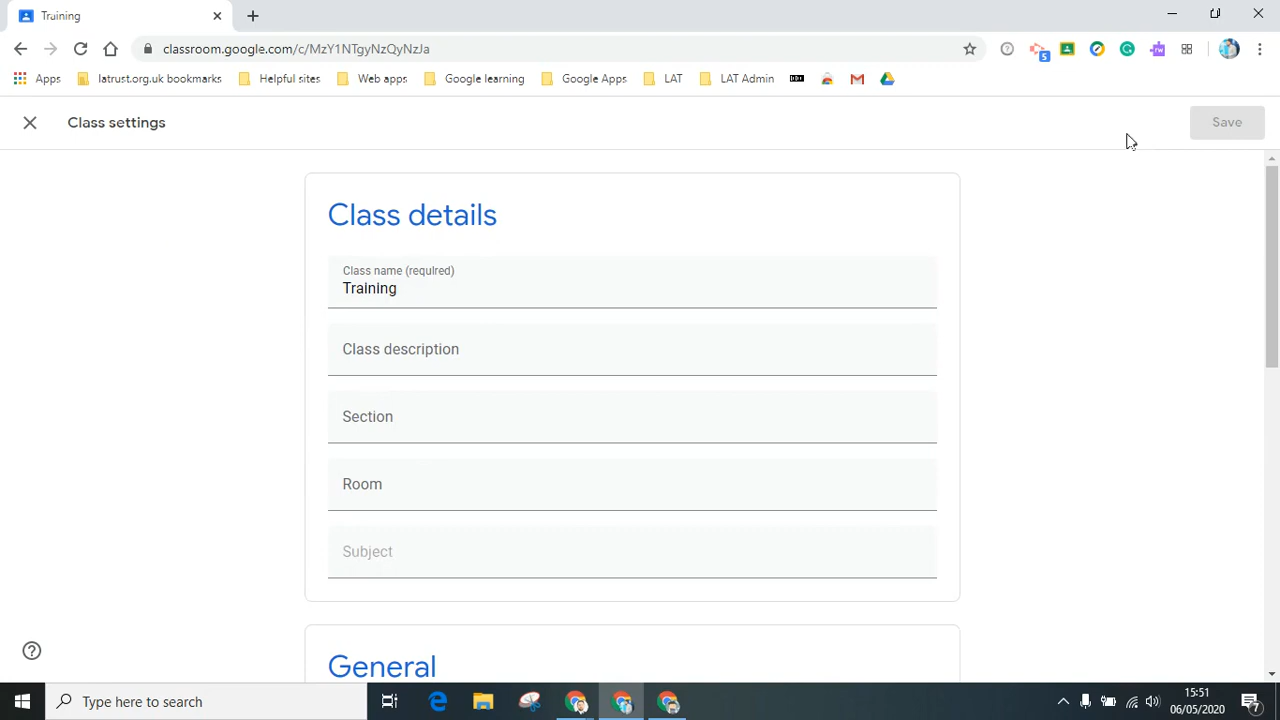 Training
classroom.google.com/c/MzY1NTgyNzQyNzJa
5
Apps latrust.org.uk bookmarks Helpful sites Web apps Google learning Google Apps LAT LAT Admin
Class settings
Save
Class details
Class name (required)
Training
Class description
Section
Room
Subject
General
Type here to search
15:51
06/05/2020
7